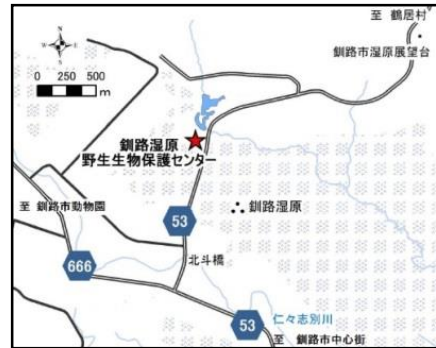 至 鶴居村
釧路市湿原展望台
N
W E
S
0 250 500
m
釧路湿原
野生生物保護センター
至 釧路市動物園
釧路湿原
53
北斗橋
666
仁々志別川
53
至 釧路市中心街